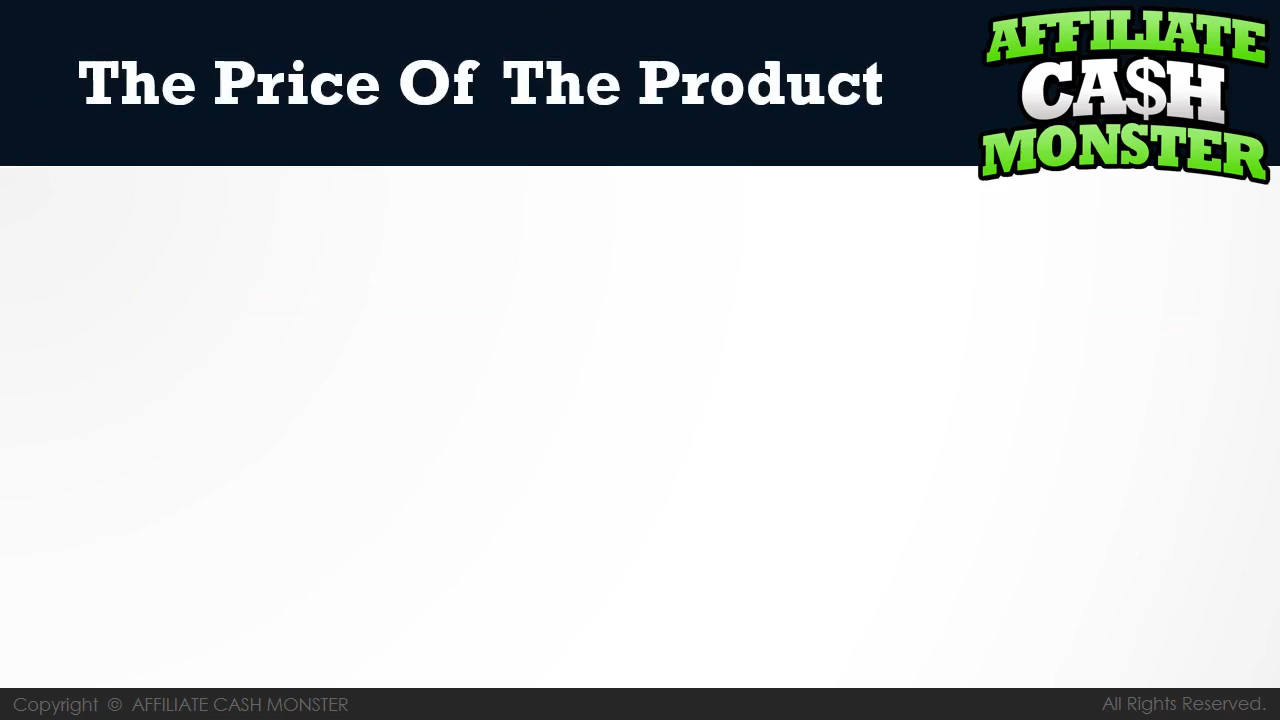 The Price Of The Product
AFFILIATE
CA$H
MONSTER
Copyright © AFFILIATE CASH MONSTER
All Rights Reserved.